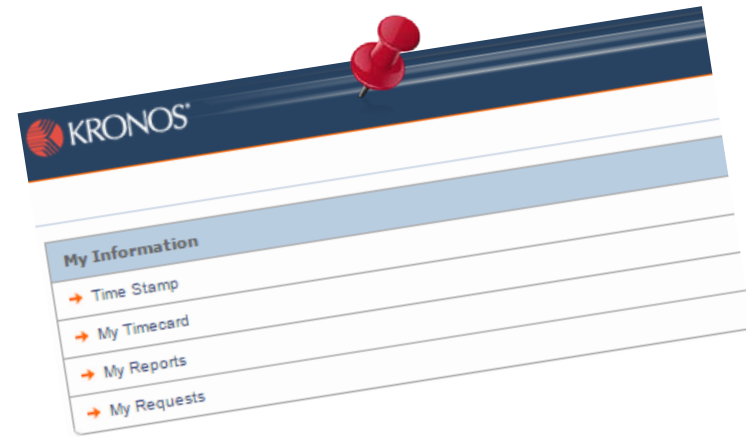 KRONOS®
My Information
Time Stamp
My Timecard
My Reports
My Requests